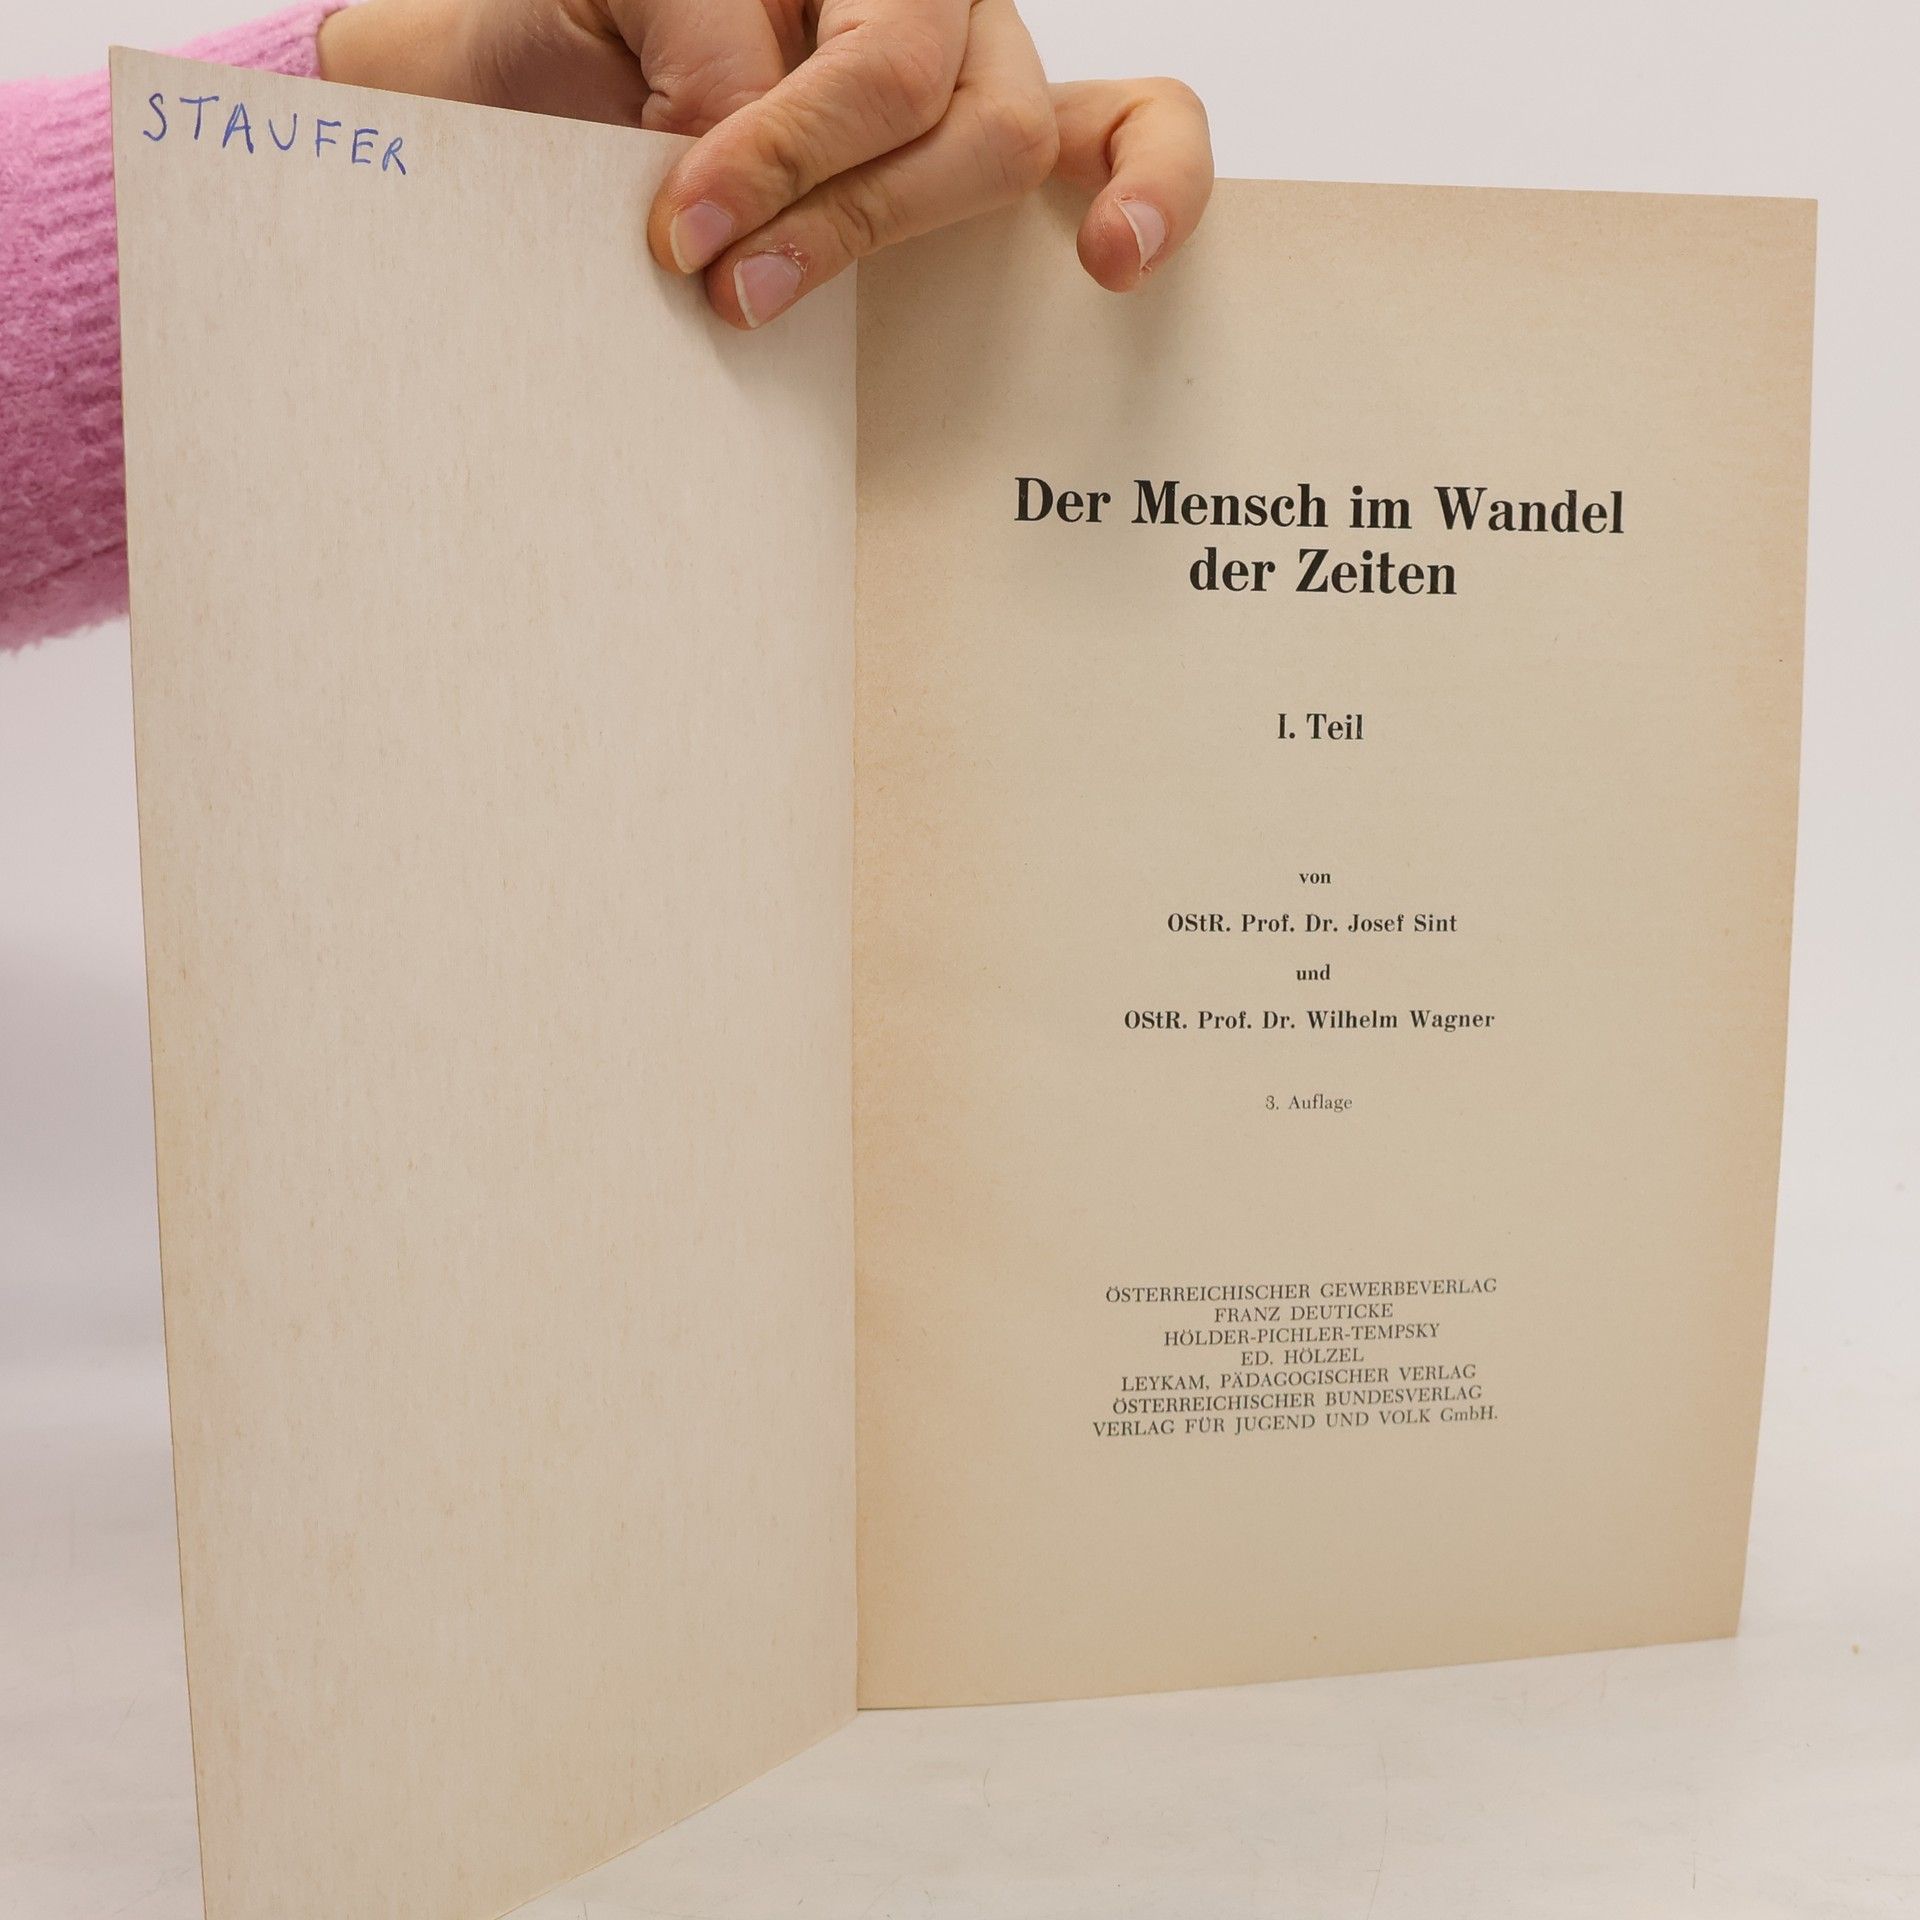 STAUFER
Der Mensch im Wandel
der Zeiten
I. Teil
von
OStR. Prof. Dr. Josef Sint
und
OStR. Prof. Dr. Wilhelm Wagner
3. Auflage
ÖSTERREICHISCHER GEWERBEVERLAG
FRANZ DEUTICKE
HÖLDER-PICHLER-TEMPSKY
ED. HÖLZEL
LEYKAM, PÄDAGOGISCHER VERLAG
ÖSTERREICHISCHER BUNDESVERLAG
VERLAG FÜR JUGEND UND VOLK GmbH.